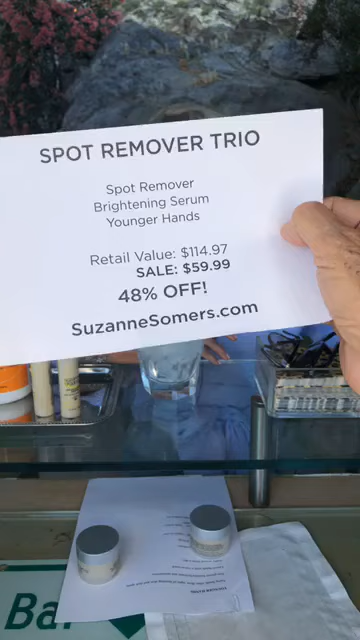 SPOT REMOVER TRIO
Spot Remover
Brightening Serum
Younger Hands
Retail Value: $114.97
SALE: $59.99
48% OFF!
SuzanneSomers.com
Bar